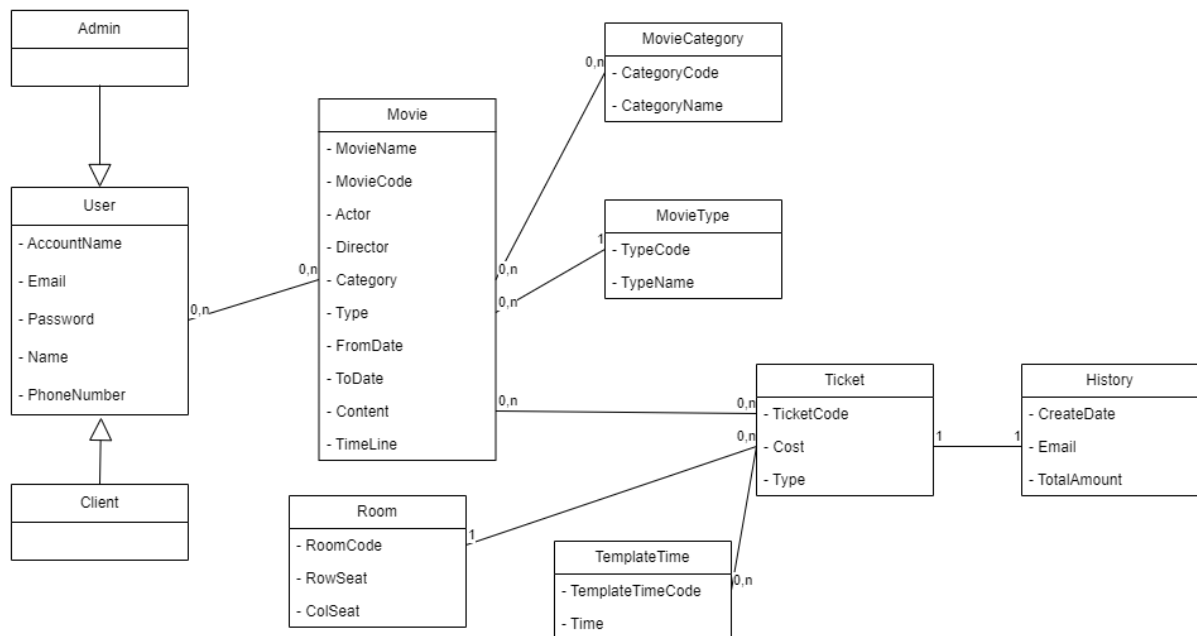 Admin
User
- AccountName
- Email
- Password
- Name
- PhoneNumber
Client
Movie
- MovieName
- MovieCode
- Actor
- Director
- Category
- Type
- FromDate
- ToDate
- Content
- TimeLine
0,n
0,n
MovieCategory
- CategoryCode
- CategoryName
0,n
0,n
MovieType
- TypeCode
- TypeName
1
0,n
Ticket
- TicketCode
- Cost
- Type
0,n
0,n
0,n
1
1
History
- CreateDate
- Email
- TotalAmount
Room
- RoomCode
- RowSeat
- ColSeat
1
TemplateTime
- TemplateTimeCode
- Time
0,n